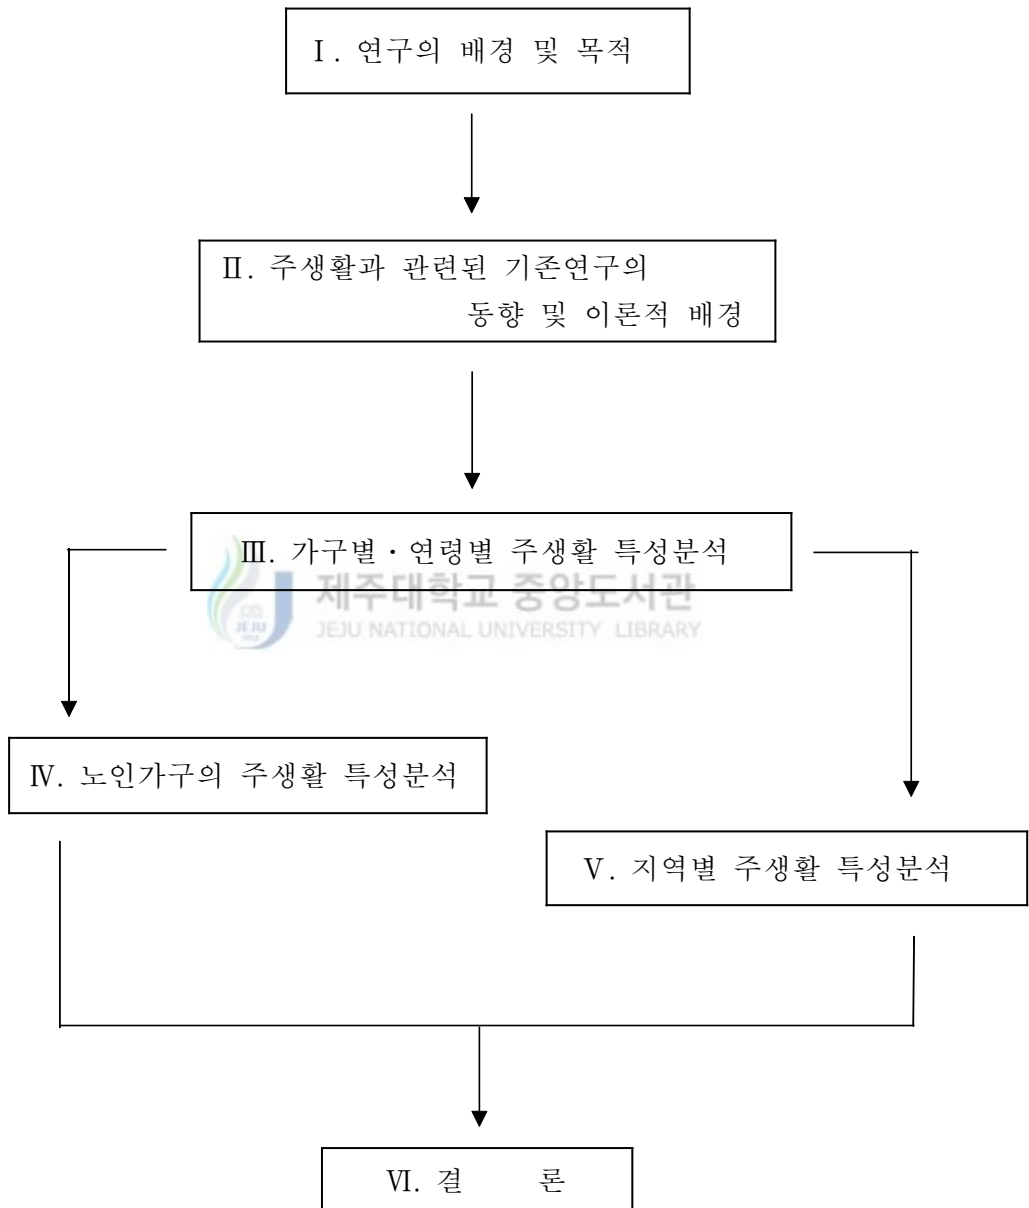 Ⅰ. 연구의 배경 및 목적
Ⅱ. 주생활과 관련된 기존연구의
동향 및 이론적 배경
Ⅲ. 가구별·연령별 주생활 특성분석
제주대학교 중앙도서관
JEJU NATIONAL UNIVERSITY LIBRARY
JEJU
Ⅳ. 노인가구의 주생활 특성분석
Ⅴ. 지역별 주생활 특성분석
Ⅵ. 결 론